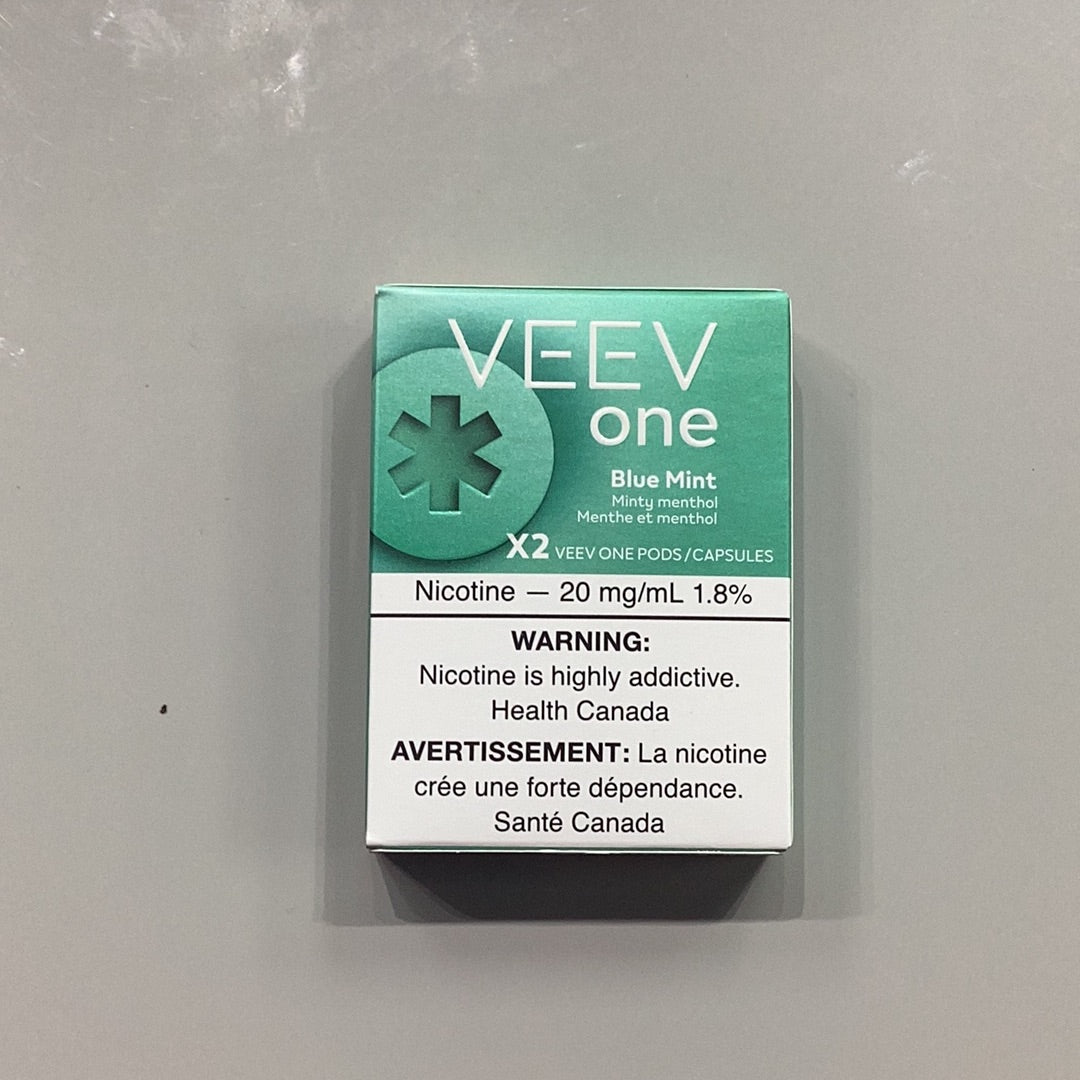 VEEV
one
Blue Mint
Minty menthol
Menthe et menthol
X2 VEEV ONE PODS/CAPSULES
Nicotine — 20 mg/mL 1.8%
WARNING:
Nicotine is highly addictive.
Health Canada
AVERTISSEMENT: La nicotine
crée une forte dépendance.
Santé Canada